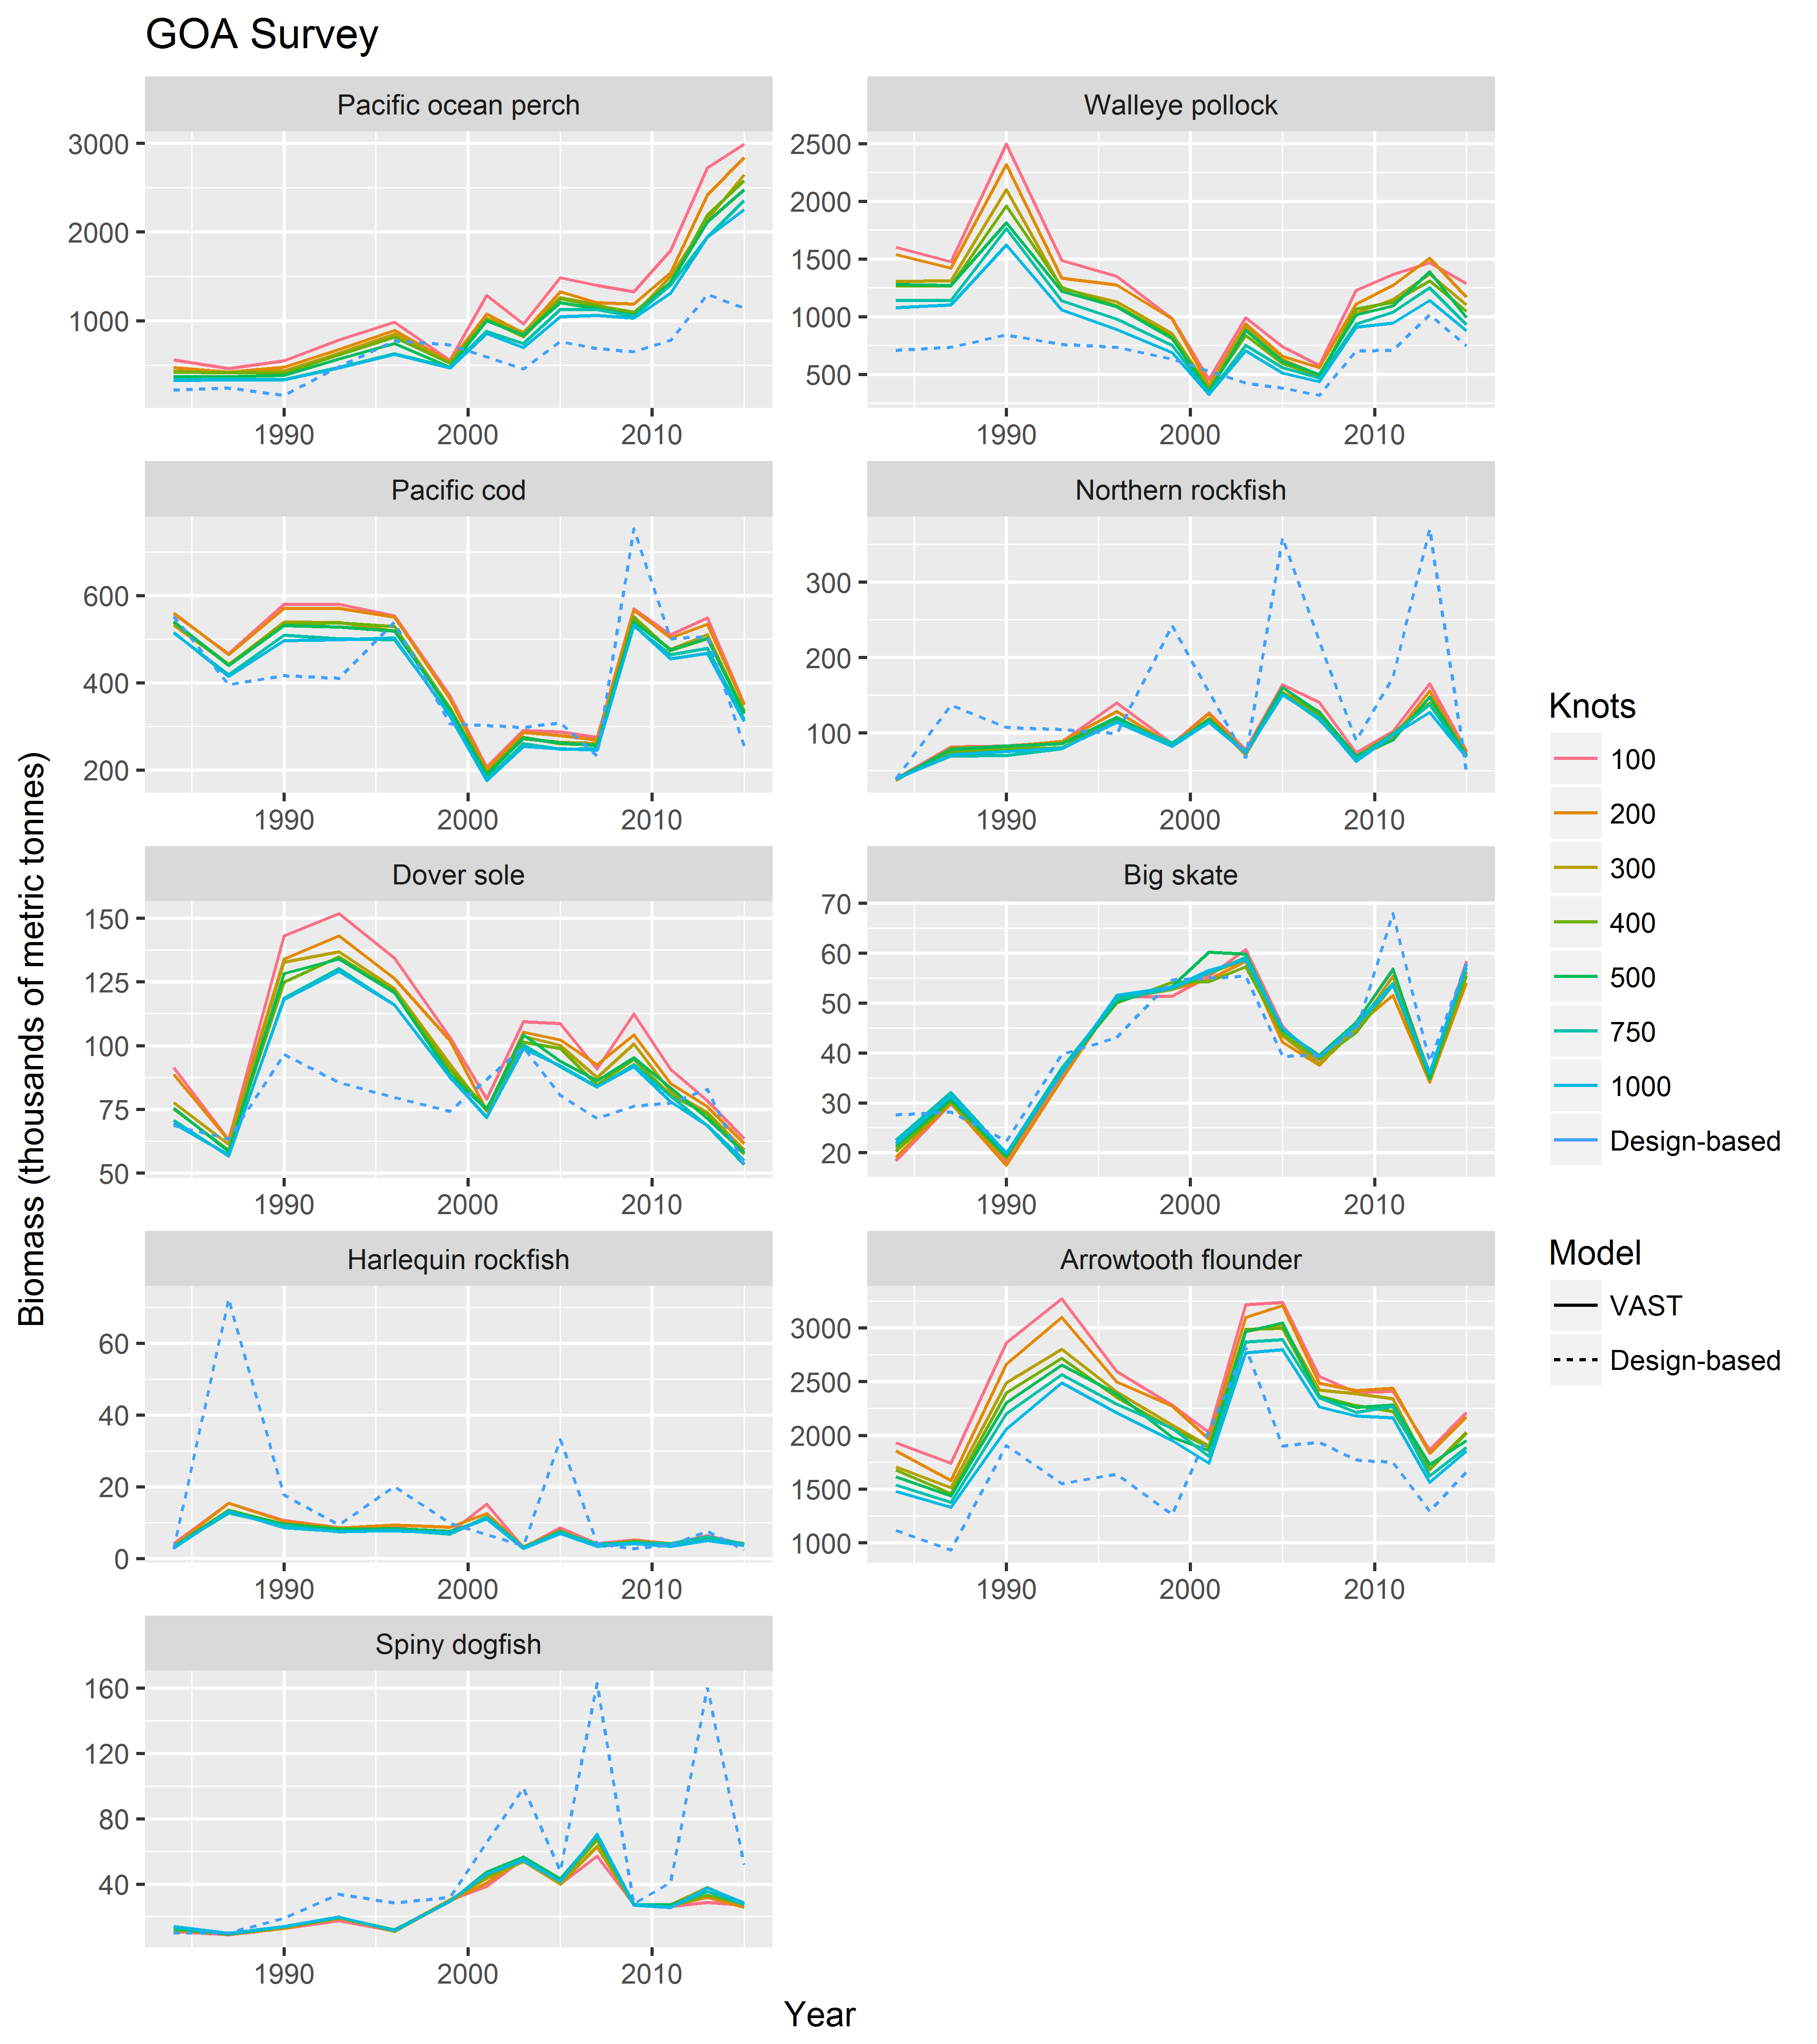 GOA Survey
Pacific ocean perch
Walleye pollock
3000
2000
1000
2500
2000
1500
1000
500
1990 2000 2010
1990 2000 2010
Pacific cod
Northern rockfish
600
400
200
300
200
100
1990 2000 2010
1990 2000 2010
Dover sole
Big skate
150
125
100
75
50
70
60
50
40
30
20
1990 2000 2010
1990 2000 2010
Harlequin rockfish
Arrowtooth flounder
60
40
20
0
3000
2500
2000
1500
1000
1990 2000 2010
1990 2000 2010
Spiny dogfish
160
120
80
40
1990 2000 2010
Year
Biomass (thousands of metric tonnes)
Knots
100
200
300
400
500
750
1000
Design-based
Model
VAST
Design-based